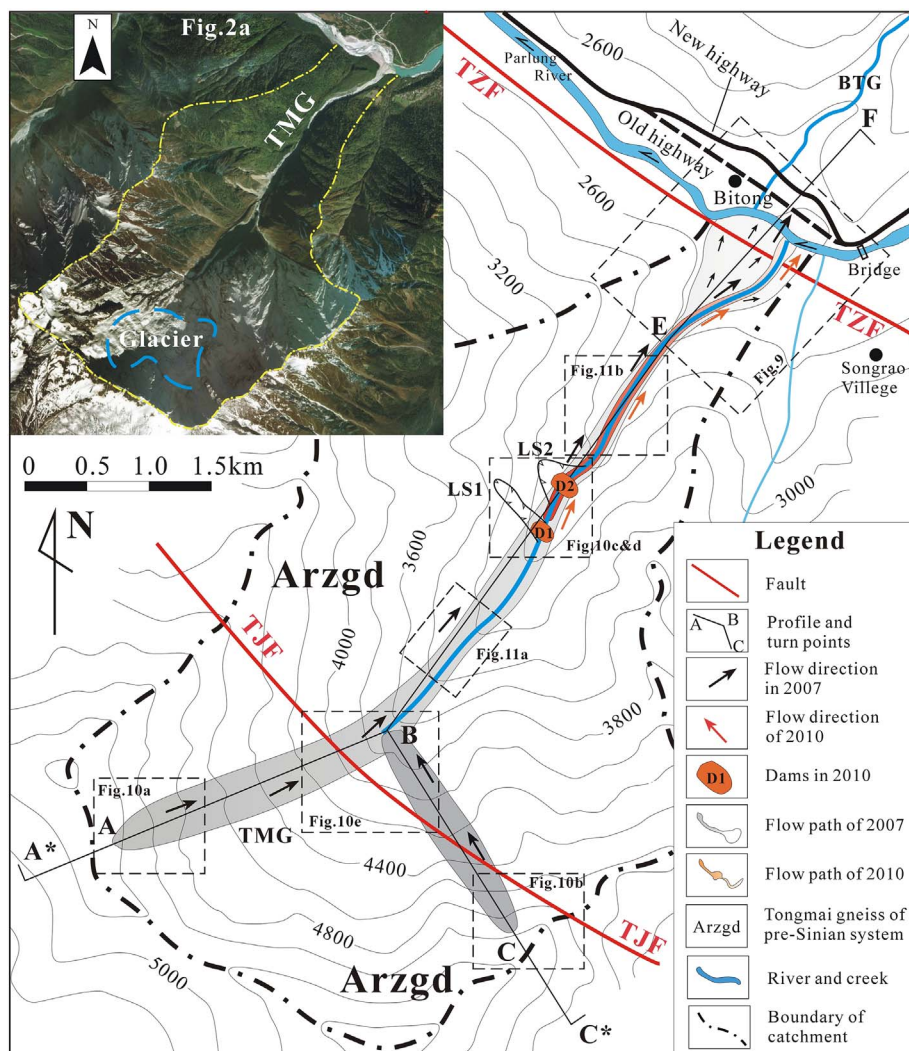 N
Fig.2a
TMG
Glacier
0 0.5 1.0 1.5km
N
2600
Parlung
River
New highway
BTG
TZF
F
Old highway
2600
Bitong
Bridge
3200
E
TZF
Fig.11b
Fig.9
Songrao
Villege
LS2
LS1
D2
D1
3000
3600
Fig.10c&d
Arzgd
TJF
4000
Fig.11a
3800
B
Fig.10a
A
Fig.10e
TMG
A*
4400
Fig.10b
4800
C
TJF
5000
Arzgd
C*
Legend
Fault
A B C
Profile and
turn points
Flow direction
in 2007
Flow direction
of 2010
D1
Dams in 2010
Flow path of 2007
Flow path of 2010
Arzgd
Tongmai gneiss of
pre-Sinian system
River and creek
Boundary of
catchment